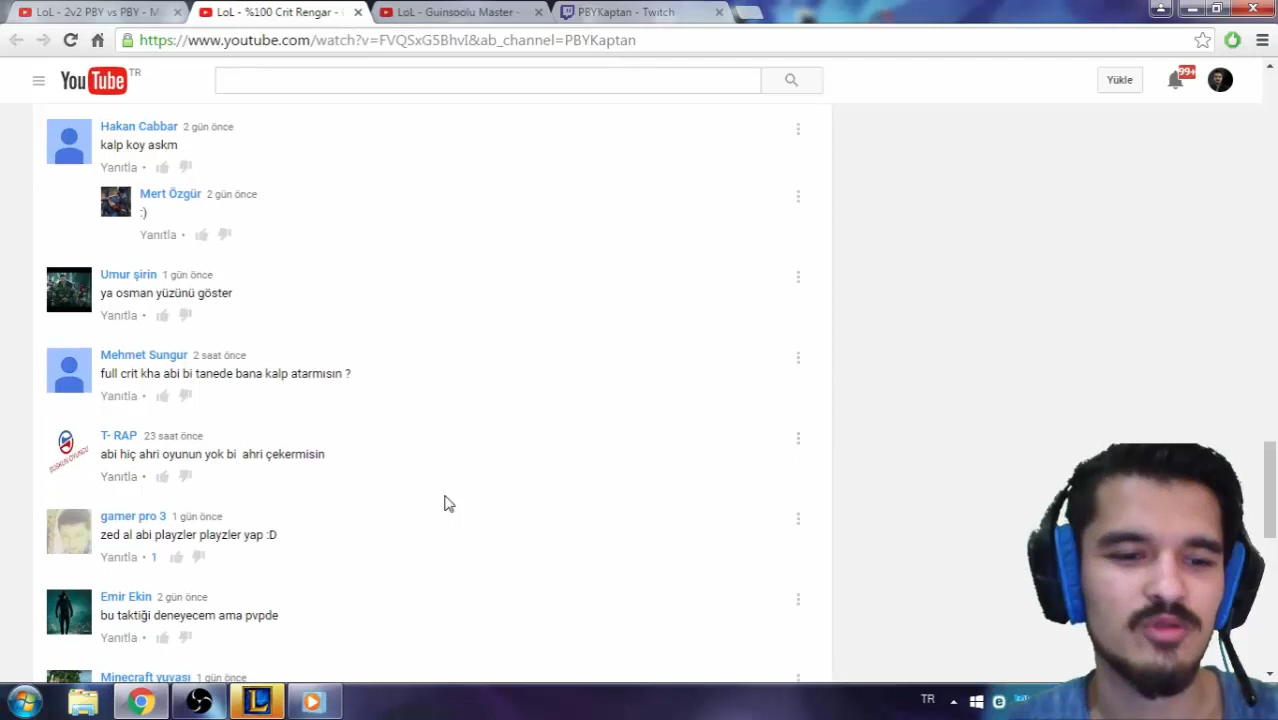 LoL - 2v2 PBY vs PBY - M
LoL - %100 Crit Rengar -
LoL - Guinsoolu Master -
PBYKaptan - Twitch
https://www.youtube.com/watch?v=FVQSxG5BhvI&ab_channel=PBYKaptan
YouTube TR
Yükle
99+
Hakan Cabbar 2 gün önce
kalp koy askm
Yanıtla •
Mert Özgür 2 gün önce
:)
Yanıtla •
Umur şirin 1 gün önce
ya osman yüzünü göster
Yanıtla •
Mehmet Sungur 2 saat önce
full crit kha abi bi tanede bana kalp atarmısın ?
Yanıtla •
T- RAP 23 saat önce
abi hiç ahri oyunun yok bi ahri çekermisin
Yanıtla •
gamer pro 3 1 gün önce
zed al abi playzler playzler yap :D
Yanıtla • 1
Emir Ekin 2 gün önce
bu taktiği deneyecem ama pvpde
Yanıtla •
Minecraft yuvası 1 gün önce
TR